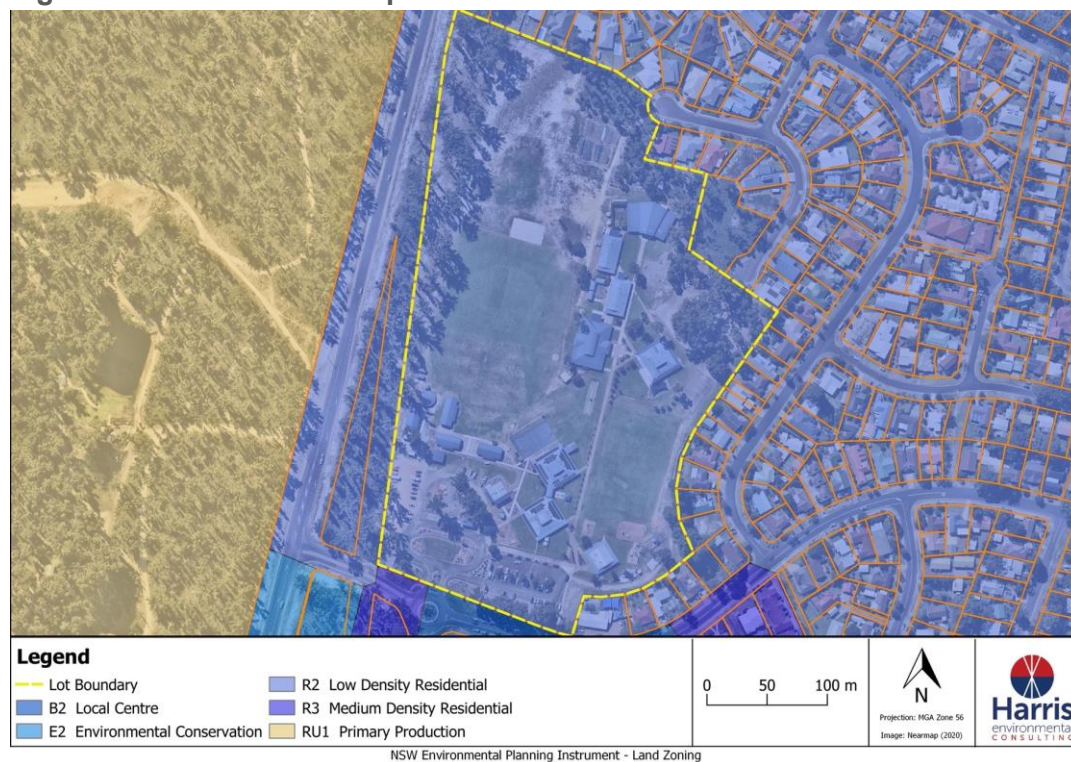 Legend
Lot Boundary
B2 Local Centre
E2 Environmental Conservation
R2 Low Density Residential
R3 Medium Density Residential
RU1 Primary Production
0 50 100 m
N
Projection: MGA Zone 56
Image: Nearmap (2020)
Harris
environmental
CONSULTING
NSW Environmental Planning Instrument - Land Zoning